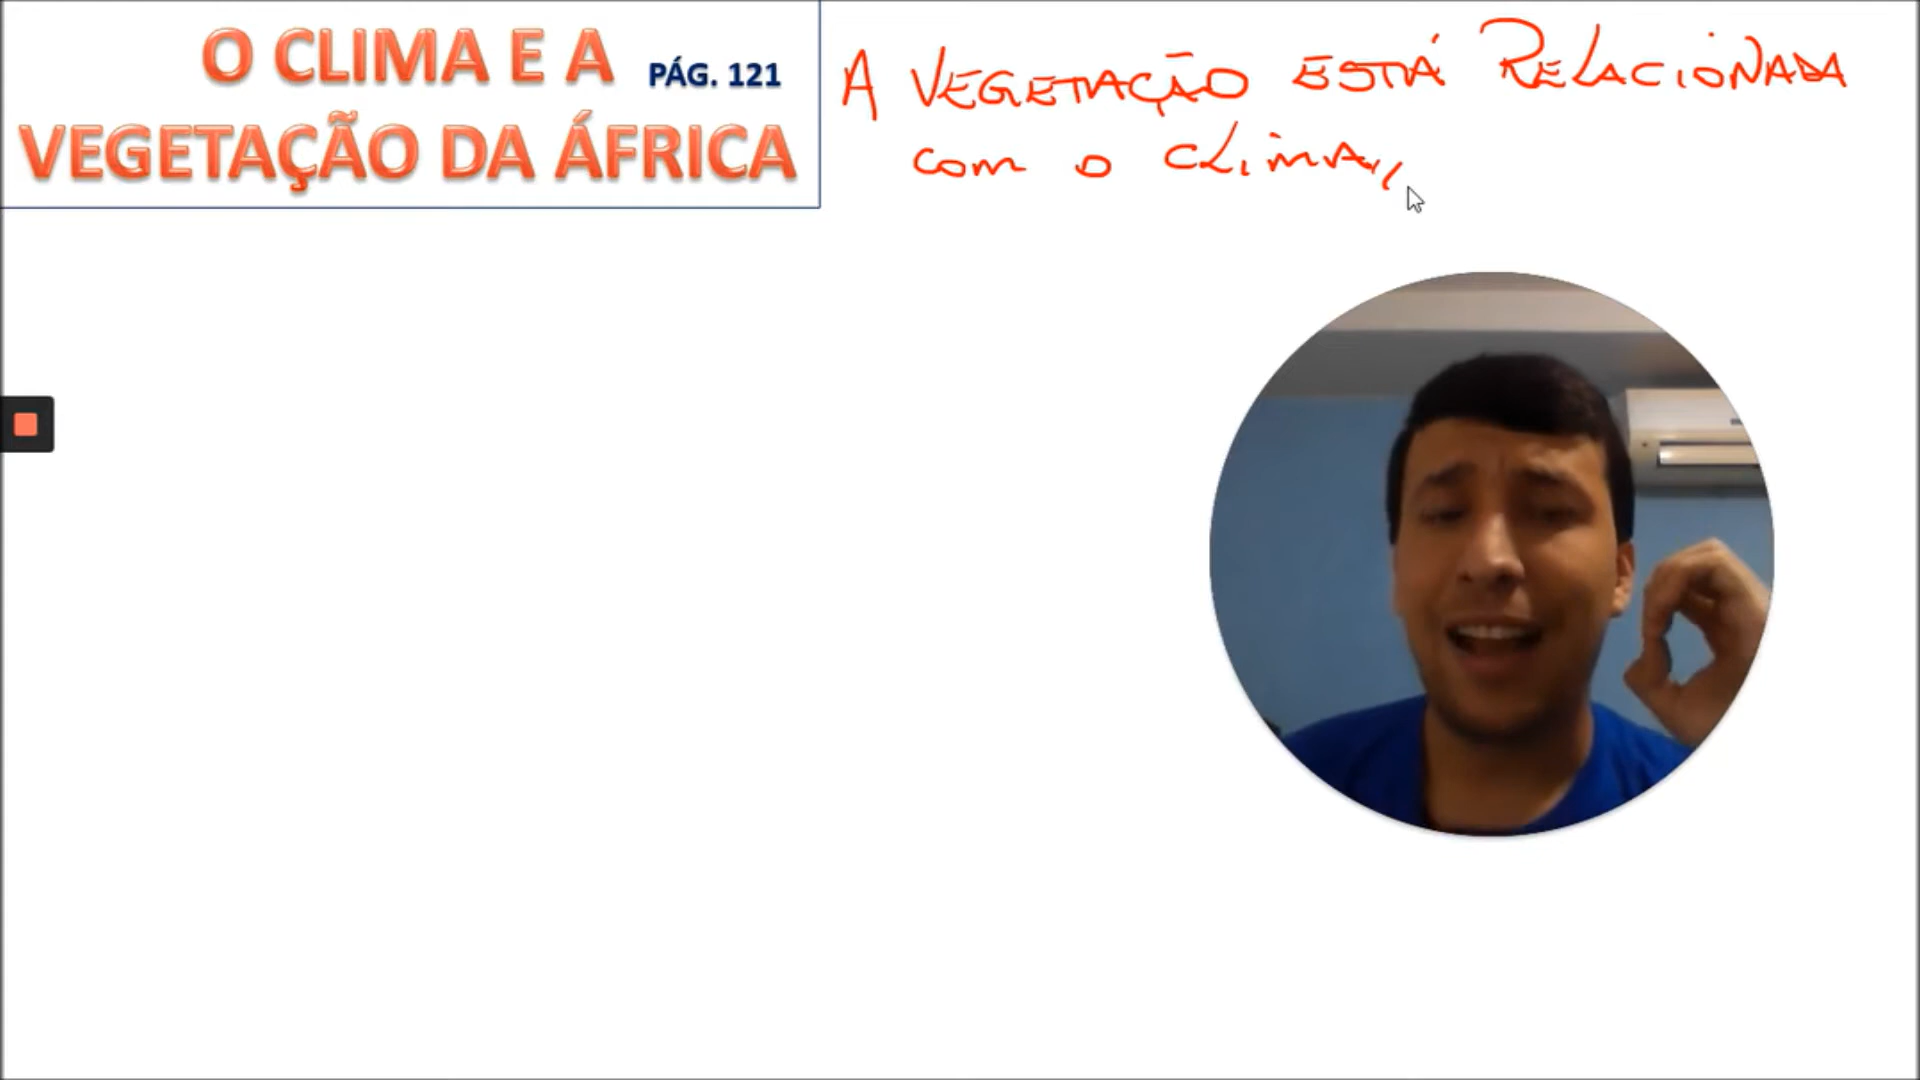 O CLIMA E A
PÁG. 121
VEGETAÇÃO DA ÁFRICA
A VEGETAÇÃO ESTÁ RELACIONADA
COM O CLIMA,